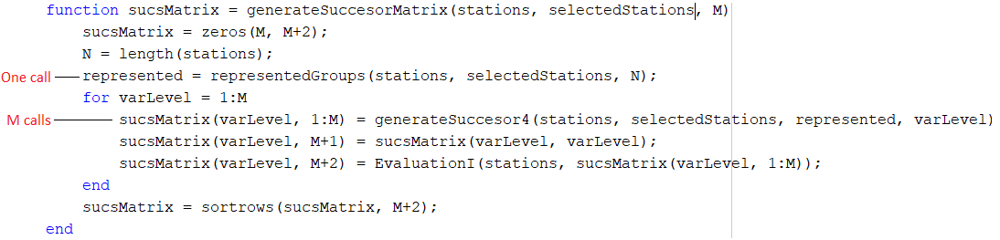 function sucsMatrix = generateSuccesorMatrix(stations, selectedStations, M)
sucsMatrix = zeros(M, M+2);
N = length(stations);
One call represented = representedGroups(stations, selectedStations, N);
for varLevel = 1:M
M calls sucsMatrix(varLevel, 1:M) = generateSuccesor4(stations, selectedStations, represented, varLevel)
sucsMatrix(varLevel, M+1) = sucsMatrix(varLevel, varLevel);
sucsMatrix(varLevel, M+2) = EvaluationI(stations, sucsMatrix(varLevel, 1:M));
end
sucsMatrix = sortrows(sucsMatrix, M+2);
end